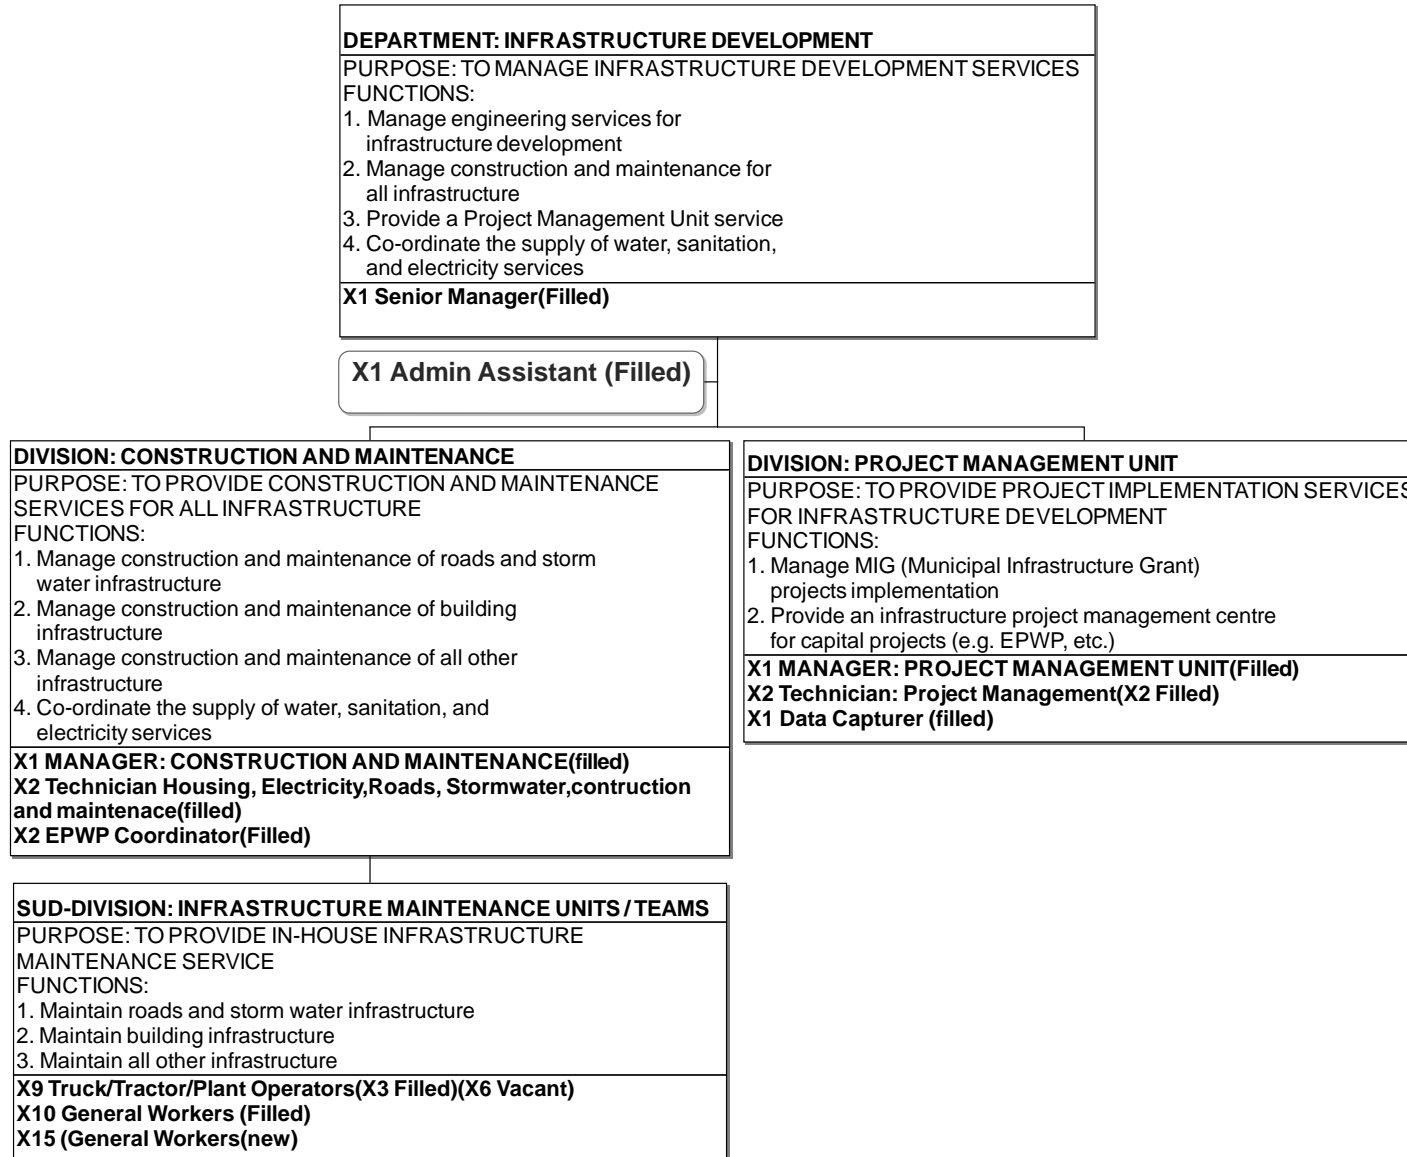 DEPARTMENT: INFRASTRUCTURE DEVELOPMENT
PURPOSE: TO MANAGE INFRASTRUCTURE DEVELOPMENT SERVICES
FUNCTIONS:
1. Manage engineering services for
infrastructure development
2. Manage construction and maintenance for
all infrastructure
3. Provide a Project Management Unit service
4. Co-ordinate the supply of water, sanitation,
and electricity services
X1 Senior Manager(Filled)
X1 Admin Assistant (Filled)
DIVISION: CONSTRUCTION AND MAINTENANCE
PURPOSE: TO PROVIDE CONSTRUCTION AND MAINTENANCE
SERVICES FOR ALL INFRASTRUCTURE
FUNCTIONS:
1. Manage construction and maintenance of roads and storm
water infrastructure
2. Manage construction and maintenance of building
infrastructure
3. Manage construction and maintenance of all other
infrastructure
4. Co-ordinate the supply of water, sanitation, and
electricity services
X1 MANAGER: CONSTRUCTION AND MAINTENANCE(filled)
X2 Technician Housing, Electricity,Roads, Stormwater,contruction
and maintenace(filled)
X2 EPWP Coordinator(Filled)
DIVISION: PROJECT MANAGEMENT UNIT
PURPOSE: TO PROVIDE PROJECT IMPLEMENTATION SERVICES
FOR INFRASTRUCTURE DEVELOPMENT
FUNCTIONS:
1. Manage MIG (Municipal Infrastructure Grant)
projects implementation
2. Provide an infrastructure project management centre
for capital projects (e.g. EPWP, etc.)
X1 MANAGER: PROJECT MANAGEMENT UNIT(Filled)
X2 Technician: Project Management(X2 Filled)
X1 Data Capturer (filled)
SUD-DIVISION: INFRASTRUCTURE MAINTENANCE UNITS / TEAMS
PURPOSE: TO PROVIDE IN-HOUSE INFRASTRUCTURE
MAINTENANCE SERVICE
FUNCTIONS:
1. Maintain roads and storm water infrastructure
2. Maintain building infrastructure
3. Maintain all other infrastructure
X9 Truck/Tractor/Plant Operators(X3 Filled)(X6 Vacant)
X10 General Workers (Filled)
X15 (General Workers(new)